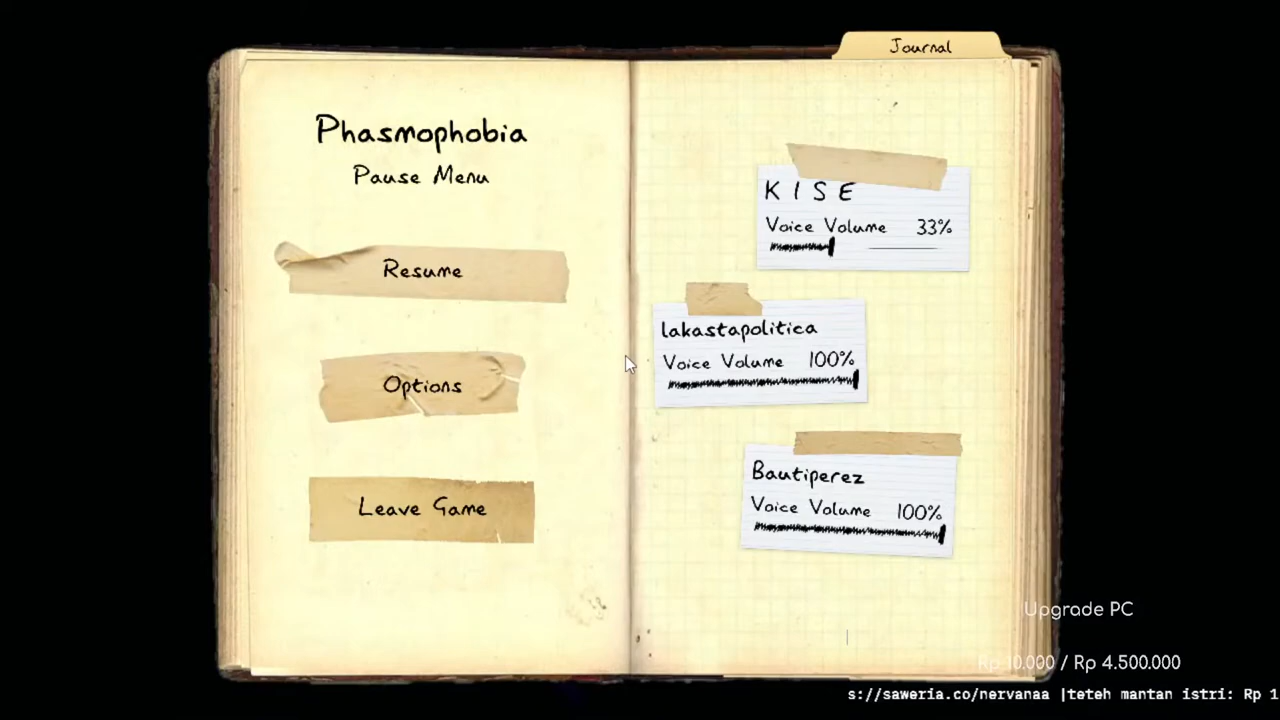 Journal
Phasmophobia
Pause Menu
Resume
Options
Leave Game
K I S E
Voice Volume 33%
lakastapolitica
Voice Volume 100%
Bautiperez
Voice Volume 100%
Upgrade PC
Rp 10.000 / Rp 4.500.000
s://saweria.co/nervanaa |teteh mantan istri: Rp 1